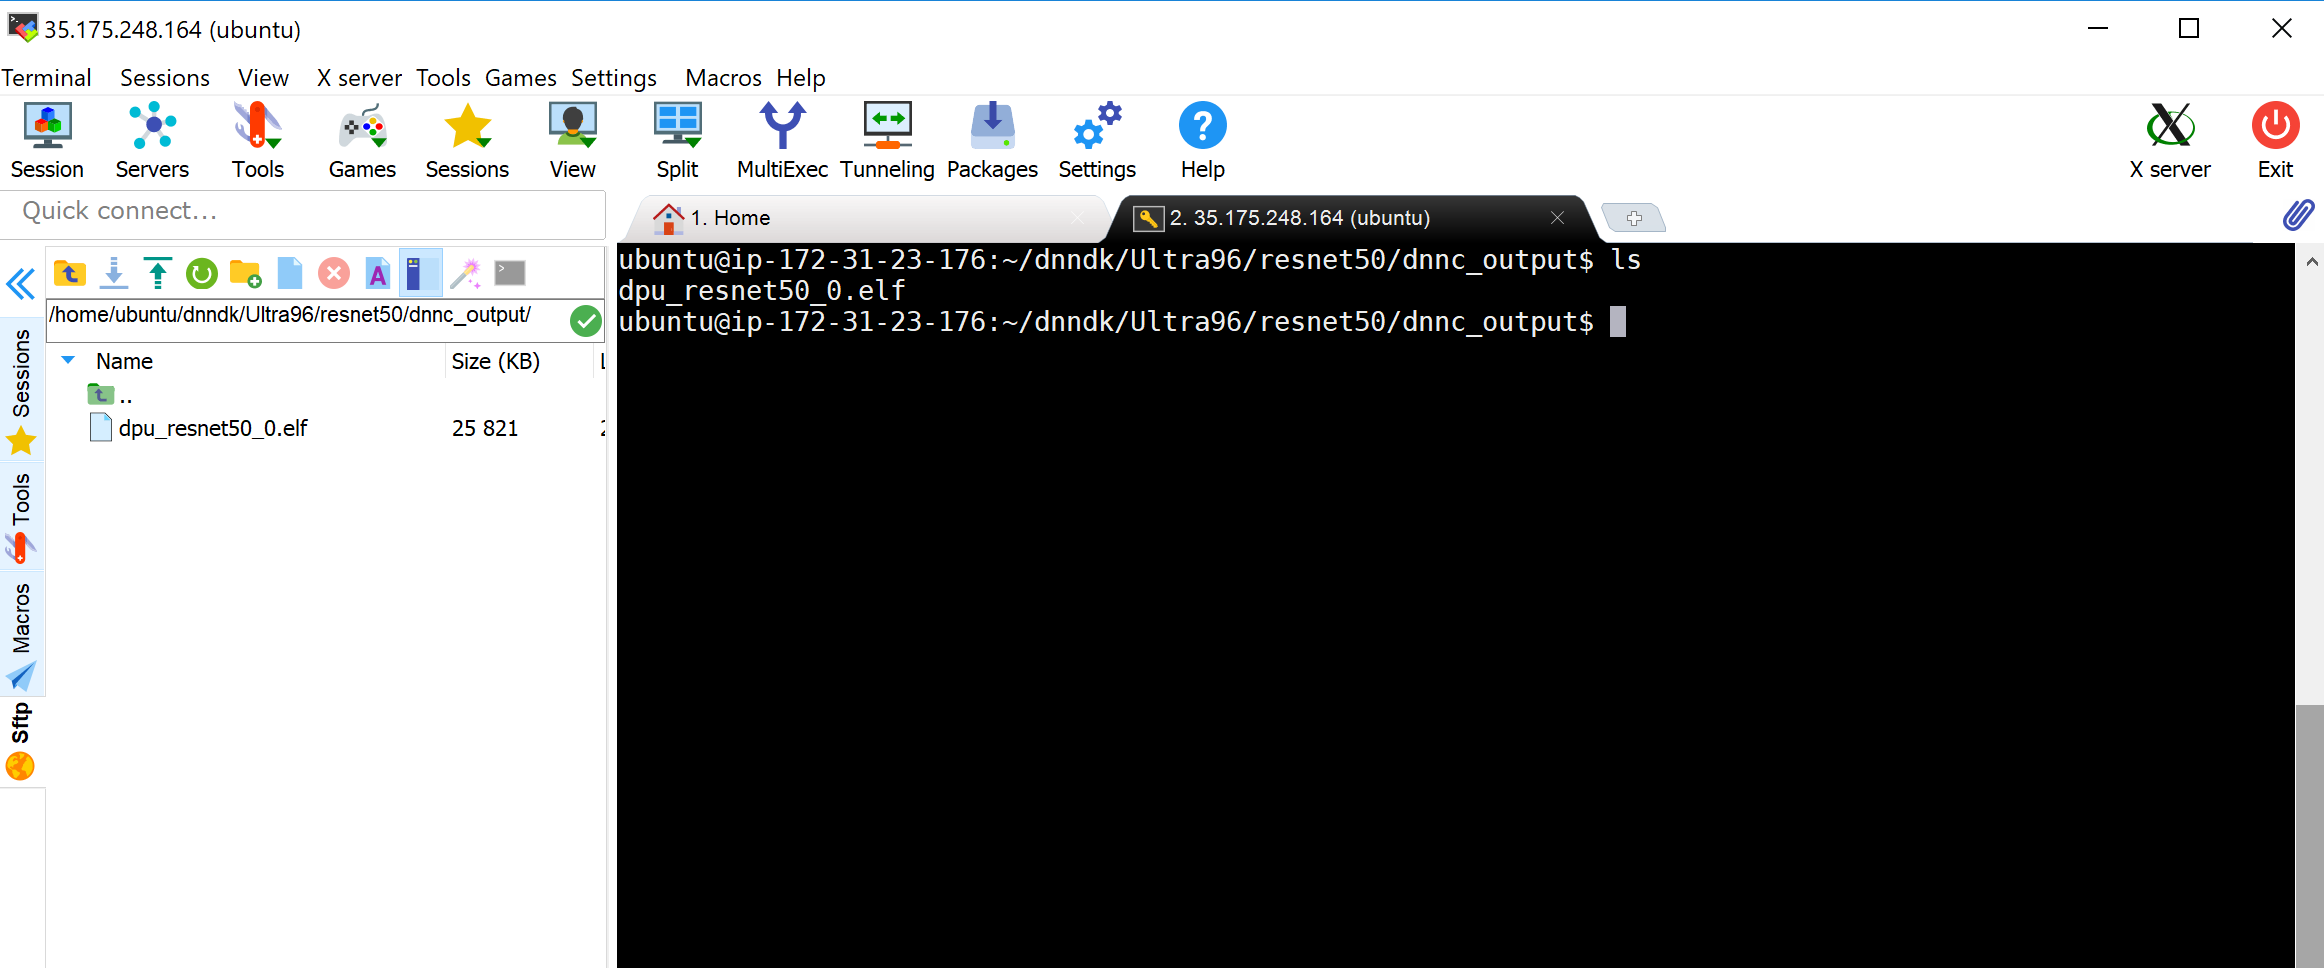 35.175.248.164 (ubuntu)
Terminal Sessions View X server Tools Games Settings Macros Help
Session Servers Tools Games Sessions View Split MultiExec Tunneling Packages Settings Help X server Exit
Quick connect...
1. Home
2. 35.175.248.164 (ubuntu)
/home/ubuntu/dnndk/Ultra96/resnet50/dnnc_output/
Name Size (KB)
..
dpu_resnet50_0.elf 25 821
Sessions
Tools
Macros
Sftp
ubuntu@ip-172-31-23-176:~/dnndk/Ultra96/resnet50/dnnc_output$ ls
dpu_resnet50_0.elf
ubuntu@ip-172-31-23-176:~/dnndk/Ultra96/resnet50/dnnc_output$